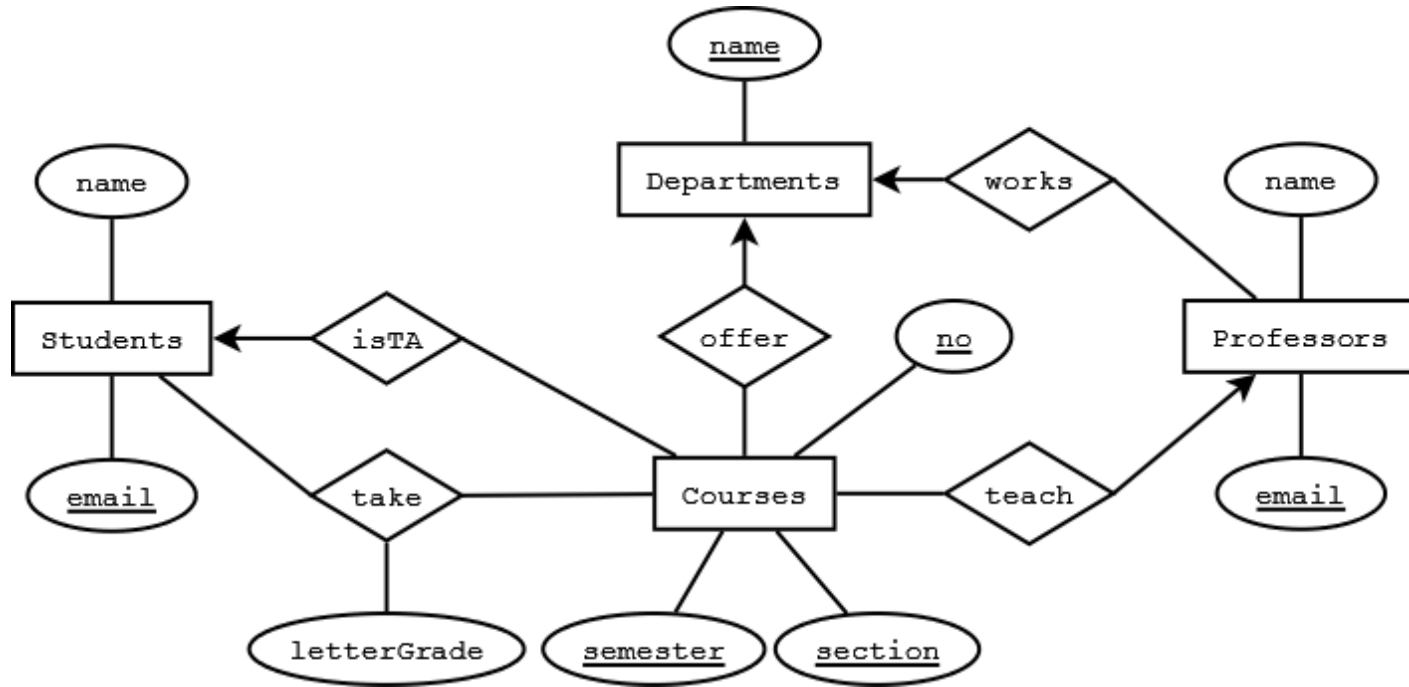 name
name
Departments
works
name
Students
isTA
offer
no
Professors
email
take
Courses
teach
email
letterGrade
semester
section